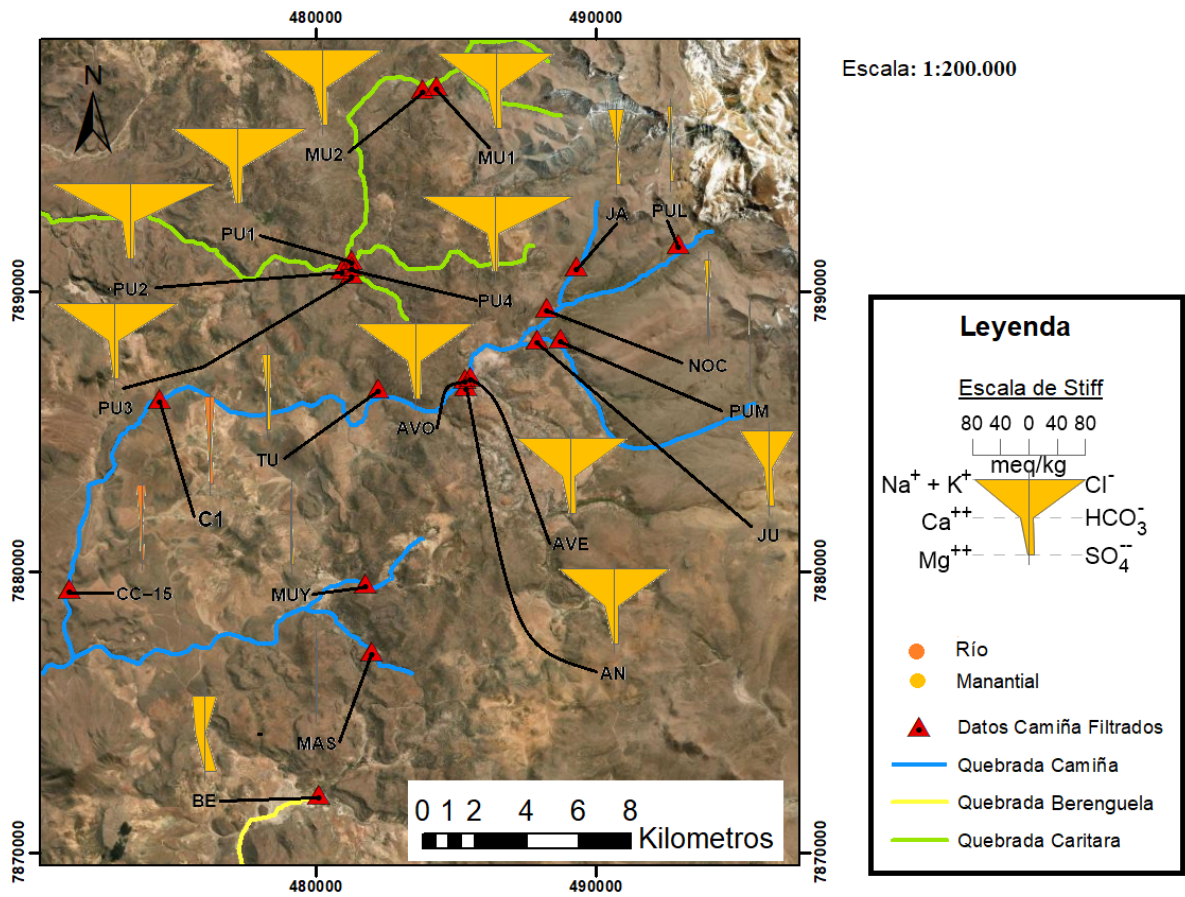 480000
490000
Escala: 1:200.000
N
MU2
MU1
JA
PUL
PU1
PU2
PU4
7890000
7890000
NOC
PU3
PUM
AVO
TU
C1
JU
AVE
7880000
7880000
CC–15
MUY
AN
MAS
BE
0 1 2 4 6 8
Kilometros
7870000
7870000
480000
490000
Leyenda
Escala de Stiff
80 40 0 40 80
meq/kg
Na⁺ + K⁺ Cl⁻
Ca⁺⁺ HCO₃⁻
Mg⁺⁺ SO₄⁻⁻
Río
Manantial
Datos Camiña Filtrados
Quebrada Camiña
Quebrada Berenguela
Quebrada Caritara